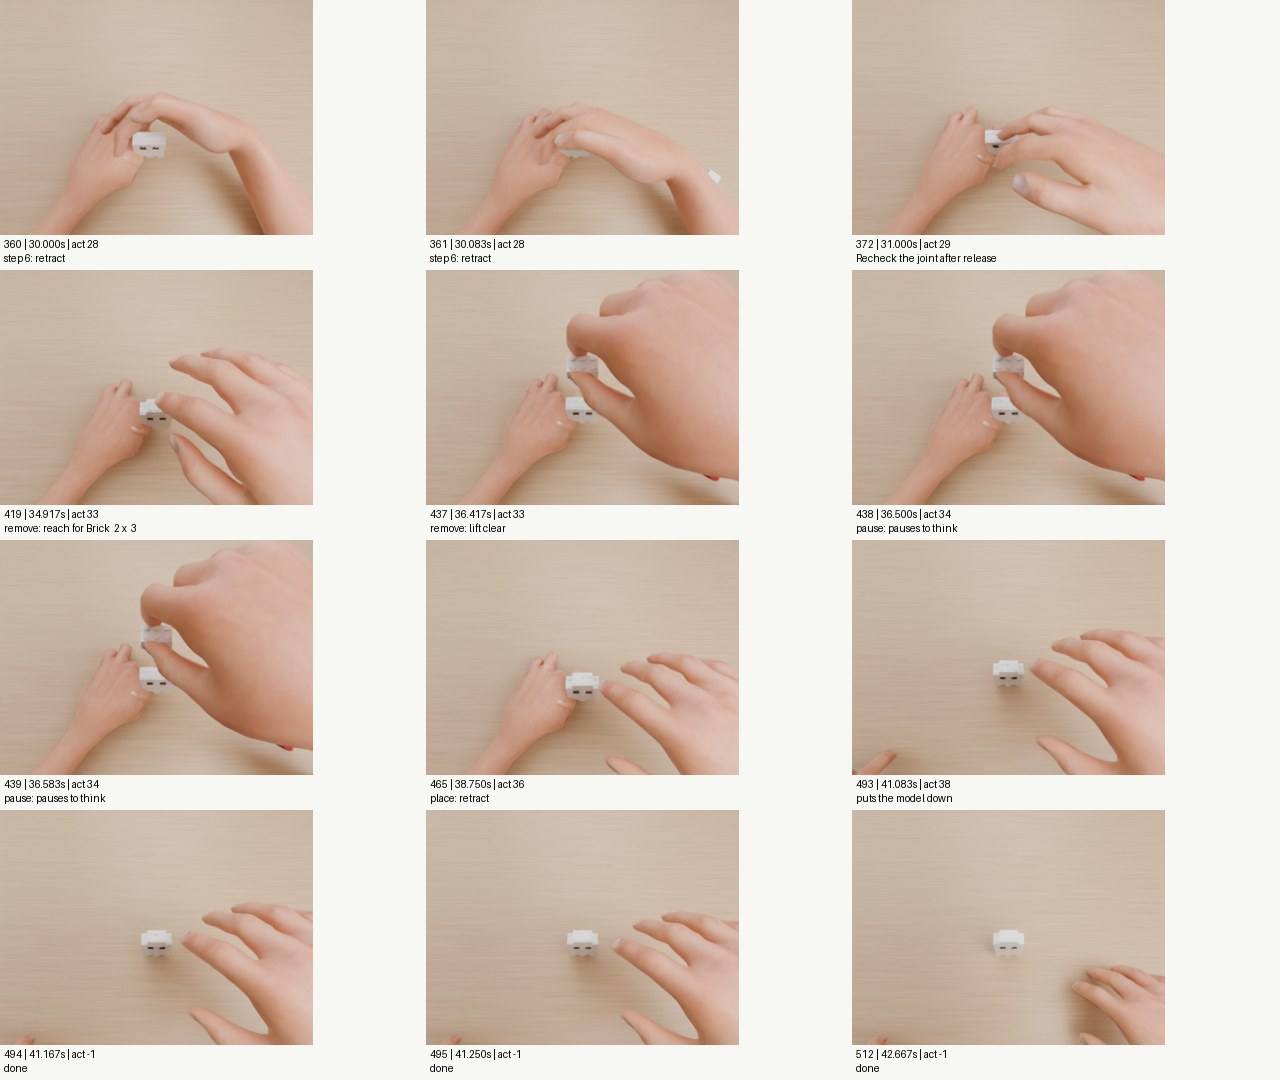 360 | 30.000s | act 28
step 6: retract
361 | 30.083s | act 28
step 6: retract
372 | 31.000s | act 29
Recheck the joint after release
419 | 34.917s | act 33
remove: reach for Brick 2 x 3
437 | 36.417s | act 33
remove: lift clear
438 | 36.500s | act 34
pause: pauses to think
439 | 36.583s | act 34
pause: pauses to think
465 | 38.750s | act 36
place: retract
493 | 41.083s | act 38
puts the model down
494 | 41.167s | act -1
done
495 | 41.250s | act -1
done
512 | 42.667s | act -1
done